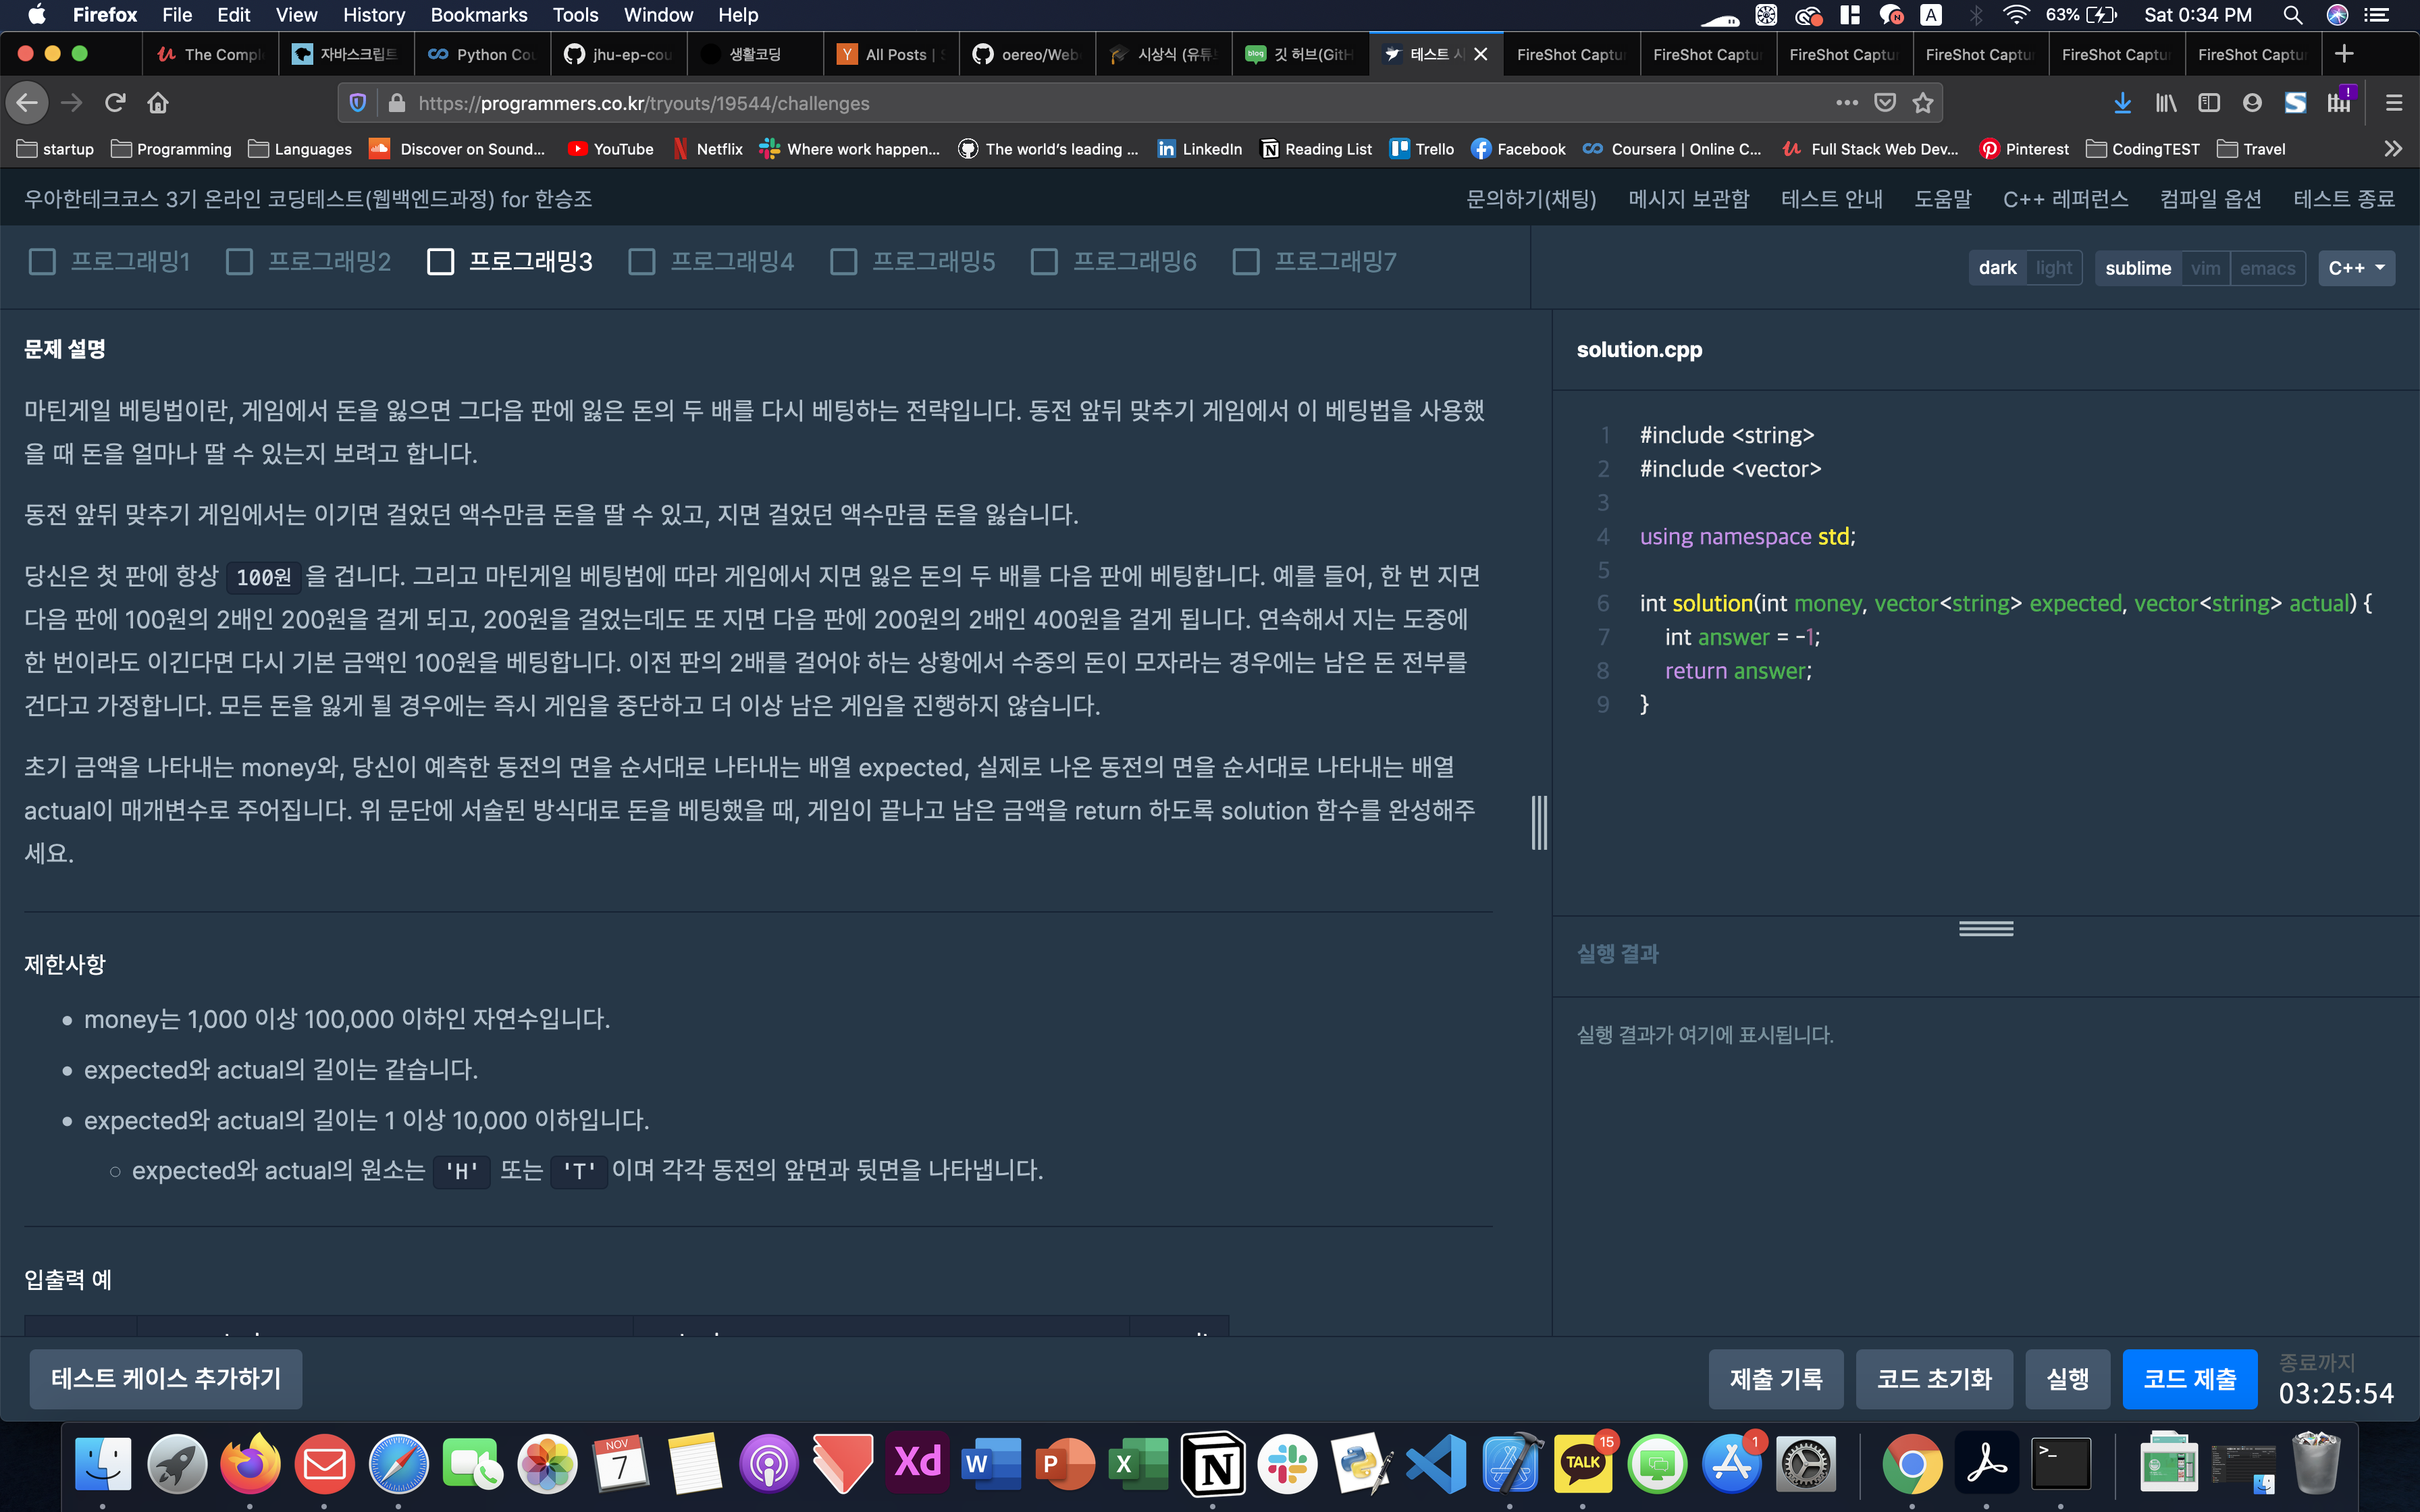 Firefox File Edit View History Bookmarks Tools Window Help
63% Sat 0:34 PM
The Compl 자바스크립트 Python Cou jhu-ep-cou 생활코딩 All Posts | oereo/Web 시상식 (유튜 깃 허브(GitH 테스트 시 FireShot Captu FireShot Captu FireShot Captu FireShot Captu FireShot Captu FireShot Captu
https://programmers.co.kr/tryouts/19544/challenges
startup Programming Languages Discover on Sound... YouTube Netflix Where work happen... The world's leading ... LinkedIn Reading List Trello Facebook Coursera | Online C... Full Stack Web Dev... Pinterest CodingTEST Travel
우아한테크코스 3기 온라인 코딩테스트(웹백엔드과정) for 한승조 문의하기(채팅) 메시지 보관함 테스트 안내 도움말 C++ 레퍼런스 컴파일 옵션 테스트 종료
프로그래밍1 프로그래밍2 프로그래밍3 프로그래밍4 프로그래밍5 프로그래밍6 프로그래밍7 dark light sublime vim emacs C++
문제 설명
마틴게일 베팅법이란, 게임에서 돈을 잃으면 그다음 판에 잃은 돈의 두 배를 다시 베팅하는 전략입니다. 동전 앞뒤 맞추기 게임에서 이 베팅법을 사용했
을 때 돈을 얼마나 딸 수 있는지 보려고 합니다.
동전 앞뒤 맞추기 게임에서는 이기면 걸었던 액수만큼 돈을 딸 수 있고, 지면 걸었던 액수만큼 돈을 잃습니다.
당신은 첫 판에 항상 100원 을 겁니다. 그리고 마틴게일 베팅법에 따라 게임에서 지면 잃은 돈의 두 배를 다음 판에 베팅합니다. 예를 들어, 한 번 지면
다음 판에 100원의 2배인 200원을 걸게 되고, 200원을 걸었는데도 또 지면 다음 판에 200원의 2배인 400원을 걸게 됩니다. 연속해서 지는 도중에
한 번이라도 이긴다면 다시 기본 금액인 100원을 베팅합니다. 이전 판의 2배를 걸어야 하는 상황에서 수중의 돈이 모자라는 경우에는 남은 돈 전부를
건다고 가정합니다. 모든 돈을 잃게 될 경우에는 즉시 게임을 중단하고 더 이상 남은 게임을 진행하지 않습니다.
초기 금액을 나타내는 money와, 당신이 예측한 동전의 면을 순서대로 나타내는 배열 expected, 실제로 나온 동전의 면을 순서대로 나타내는 배열
actual이 매개변수로 주어집니다. 위 문단에 서술된 방식대로 돈을 베팅했을 때, 게임이 끝나고 남은 금액을 return 하도록 solution 함수를 완성해주
세요.
제한사항
• money는 1,000 이상 100,000 이하인 자연수입니다.
• expected와 actual의 길이는 같습니다.
• expected와 actual의 길이는 1 이상 10,000 이하입니다.
◦ expected와 actual의 원소는 'H' 또는 'T' 이며 각각 동전의 앞면과 뒷면을 나타냅니다.
입출력 예
solution.cpp
1 #include <string>
2 #include <vector>
3
4 using namespace std;
5
6 int solution(int money, vector<string> expected, vector<string> actual) {
7 int answer = -1;
8 return answer;
9 }
실행 결과
실행 결과가 여기에 표시됩니다.
테스트 케이스 추가하기 제출 기록 코드 초기화 실행 코드 제출 종료까지
03:25:54
NOV
7
Xd W P X N TALK 15 1